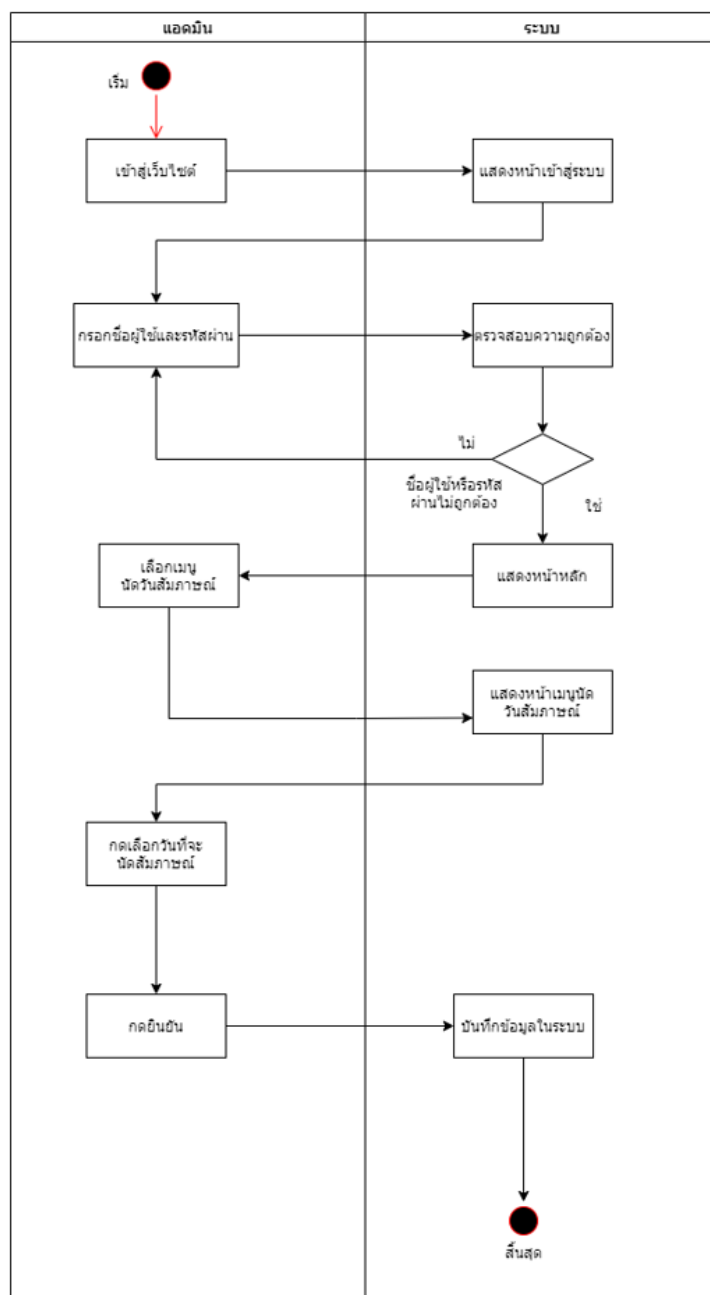 แอดมิน
ระบบ
เริ่ม
เข้าสู่เว็บไซต์
แสดงหน้าเข้าสู่ระบบ
กรอกชื่อผู้ใช้และรหัสผ่าน
ตรวจสอบความถูกต้อง
ไม่
ชื่อผู้ใช้หรือรหัส
ผ่านไม่ถูกต้อง
ใช่
เลือกเมนู
นัดวันสัมภาษณ์
แสดงหน้าหลัก
แสดงหน้าเมนูนัด
วันสัมภาษณ์
กดเลือกวันที่จะ
นัดสัมภาษณ์
กดยืนยัน
บันทึกข้อมูลในระบบ
สิ้นสุด